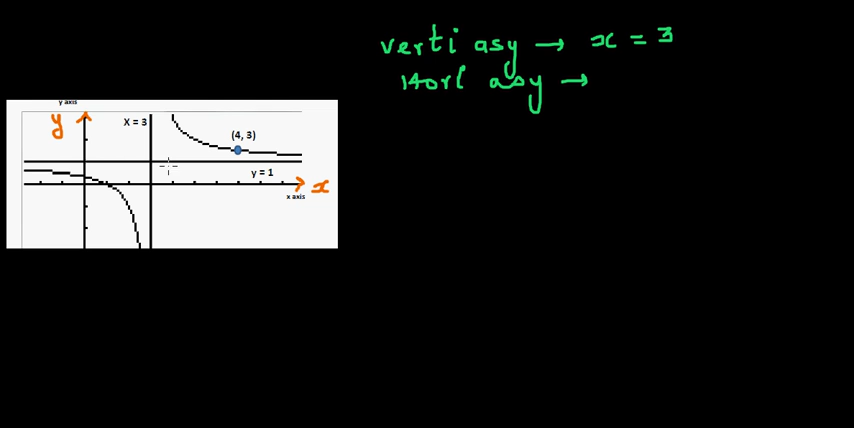 verti asy → x = 3
Hori asy →
y axis
y
X = 3
(4, 3)
y = 1
x
x axis